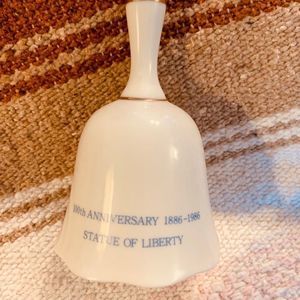 100th ANNIVERSARY 1886-1986
STATUE OF LIBERTY